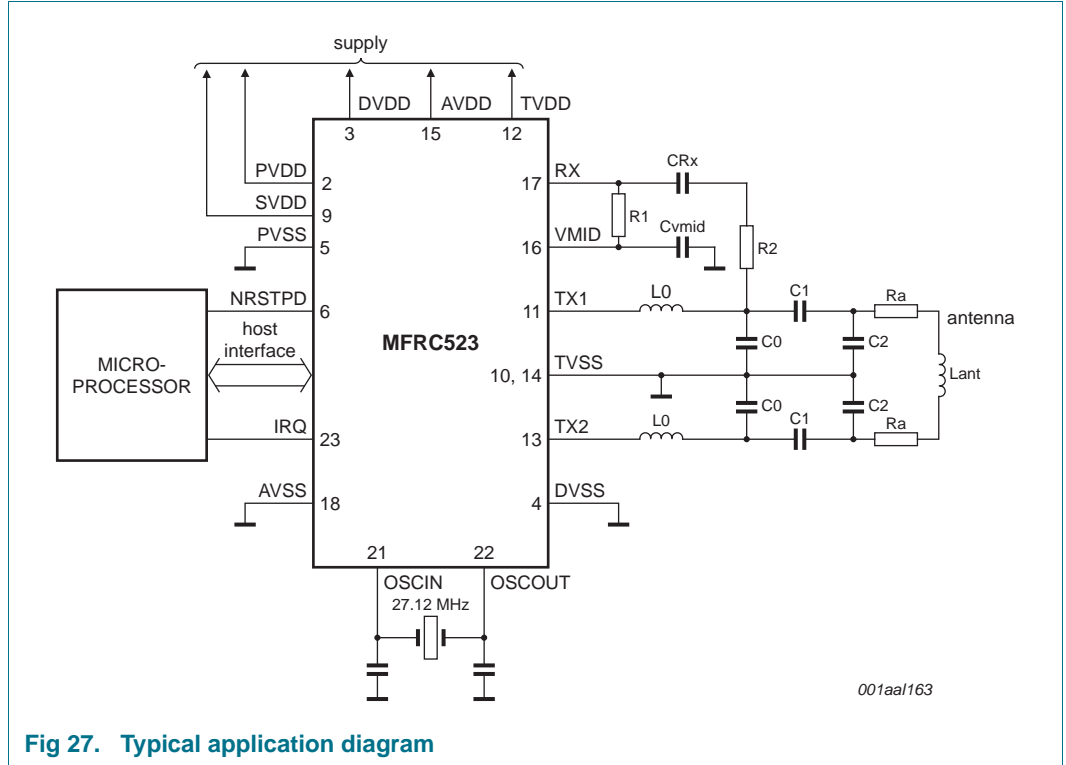 supply
DVDD AVDD TVDD
3 15 12
PVDD 2
SVDD 9
PVSS 5
NRSTPD 6
host
interface
MICRO-
PROCESSOR
IRQ 23
AVSS 18
MFRC523
17 RX
CRx
R1
16 VMID
Cvmid
R2
11 TX1
L0
C1
Ra
antenna
C0
C2
10, 14 TVSS
Lant
C0
C2
13 TX2
L0
C1
Ra
4 DVSS
21 22
OSCIN OSCOUT
27.12 MHz
001aal163
Fig 27. Typical application diagram